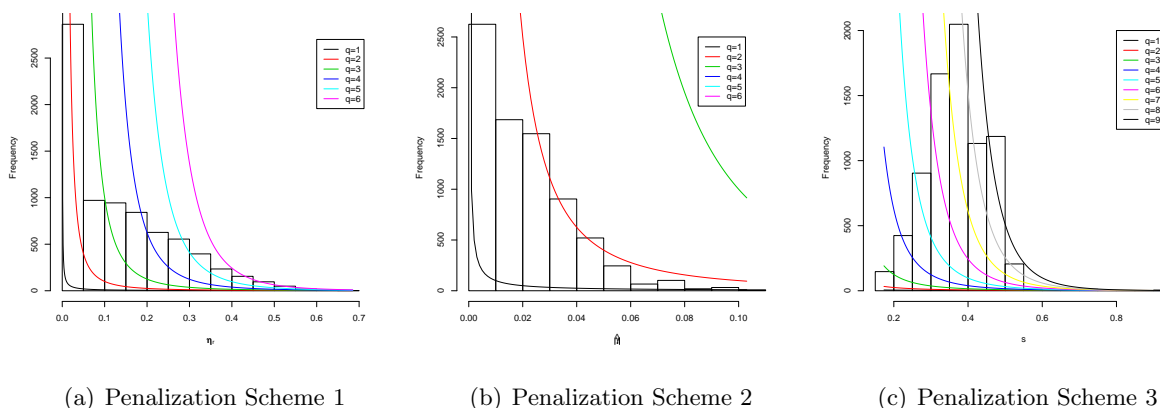 Frequency
0
500
1000
1500
2000
2500
0.0 0.1 0.2 0.3 0.4 0.5 0.6 0.7
q=1
q=2
q=3
q=4
q=5
q=6
(a) Penalization Scheme 1
Frequency
0
500
1000
1500
2000
2500
0.00 0.02 0.04 0.06 0.08 0.10
q=1
q=2
q=3
q=4
q=5
q=6
(b) Penalization Scheme 2
Frequency
0
500
1000
1500
2000
0.2 0.4 0.6 0.8
s
q=1
q=2
q=3
q=4
q=5
q=6
q=7
q=8
q=9
(c) Penalization Scheme 3